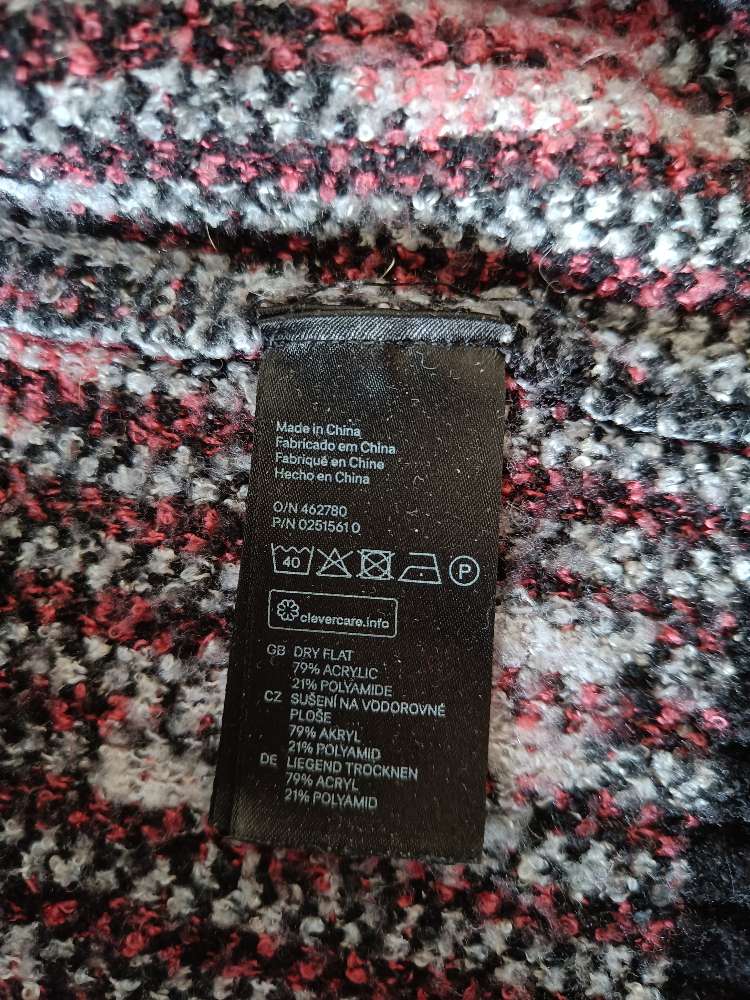 Made in China
Fabricado em China
Fabriqué en Chine
Hecho en China
O/N 462780
P/N 0251561 0
40 P
clevercare.info
GB DRY FLAT
79% ACRYLIC
21% POLYAMIDE
CZ SUŠENÍ NA VODOROVNÉ
PLOŠE
79% AKRYL
21% POLYAMID
DE LIEGEND TROCKNEN
79% ACRYL
21% POLYAMID